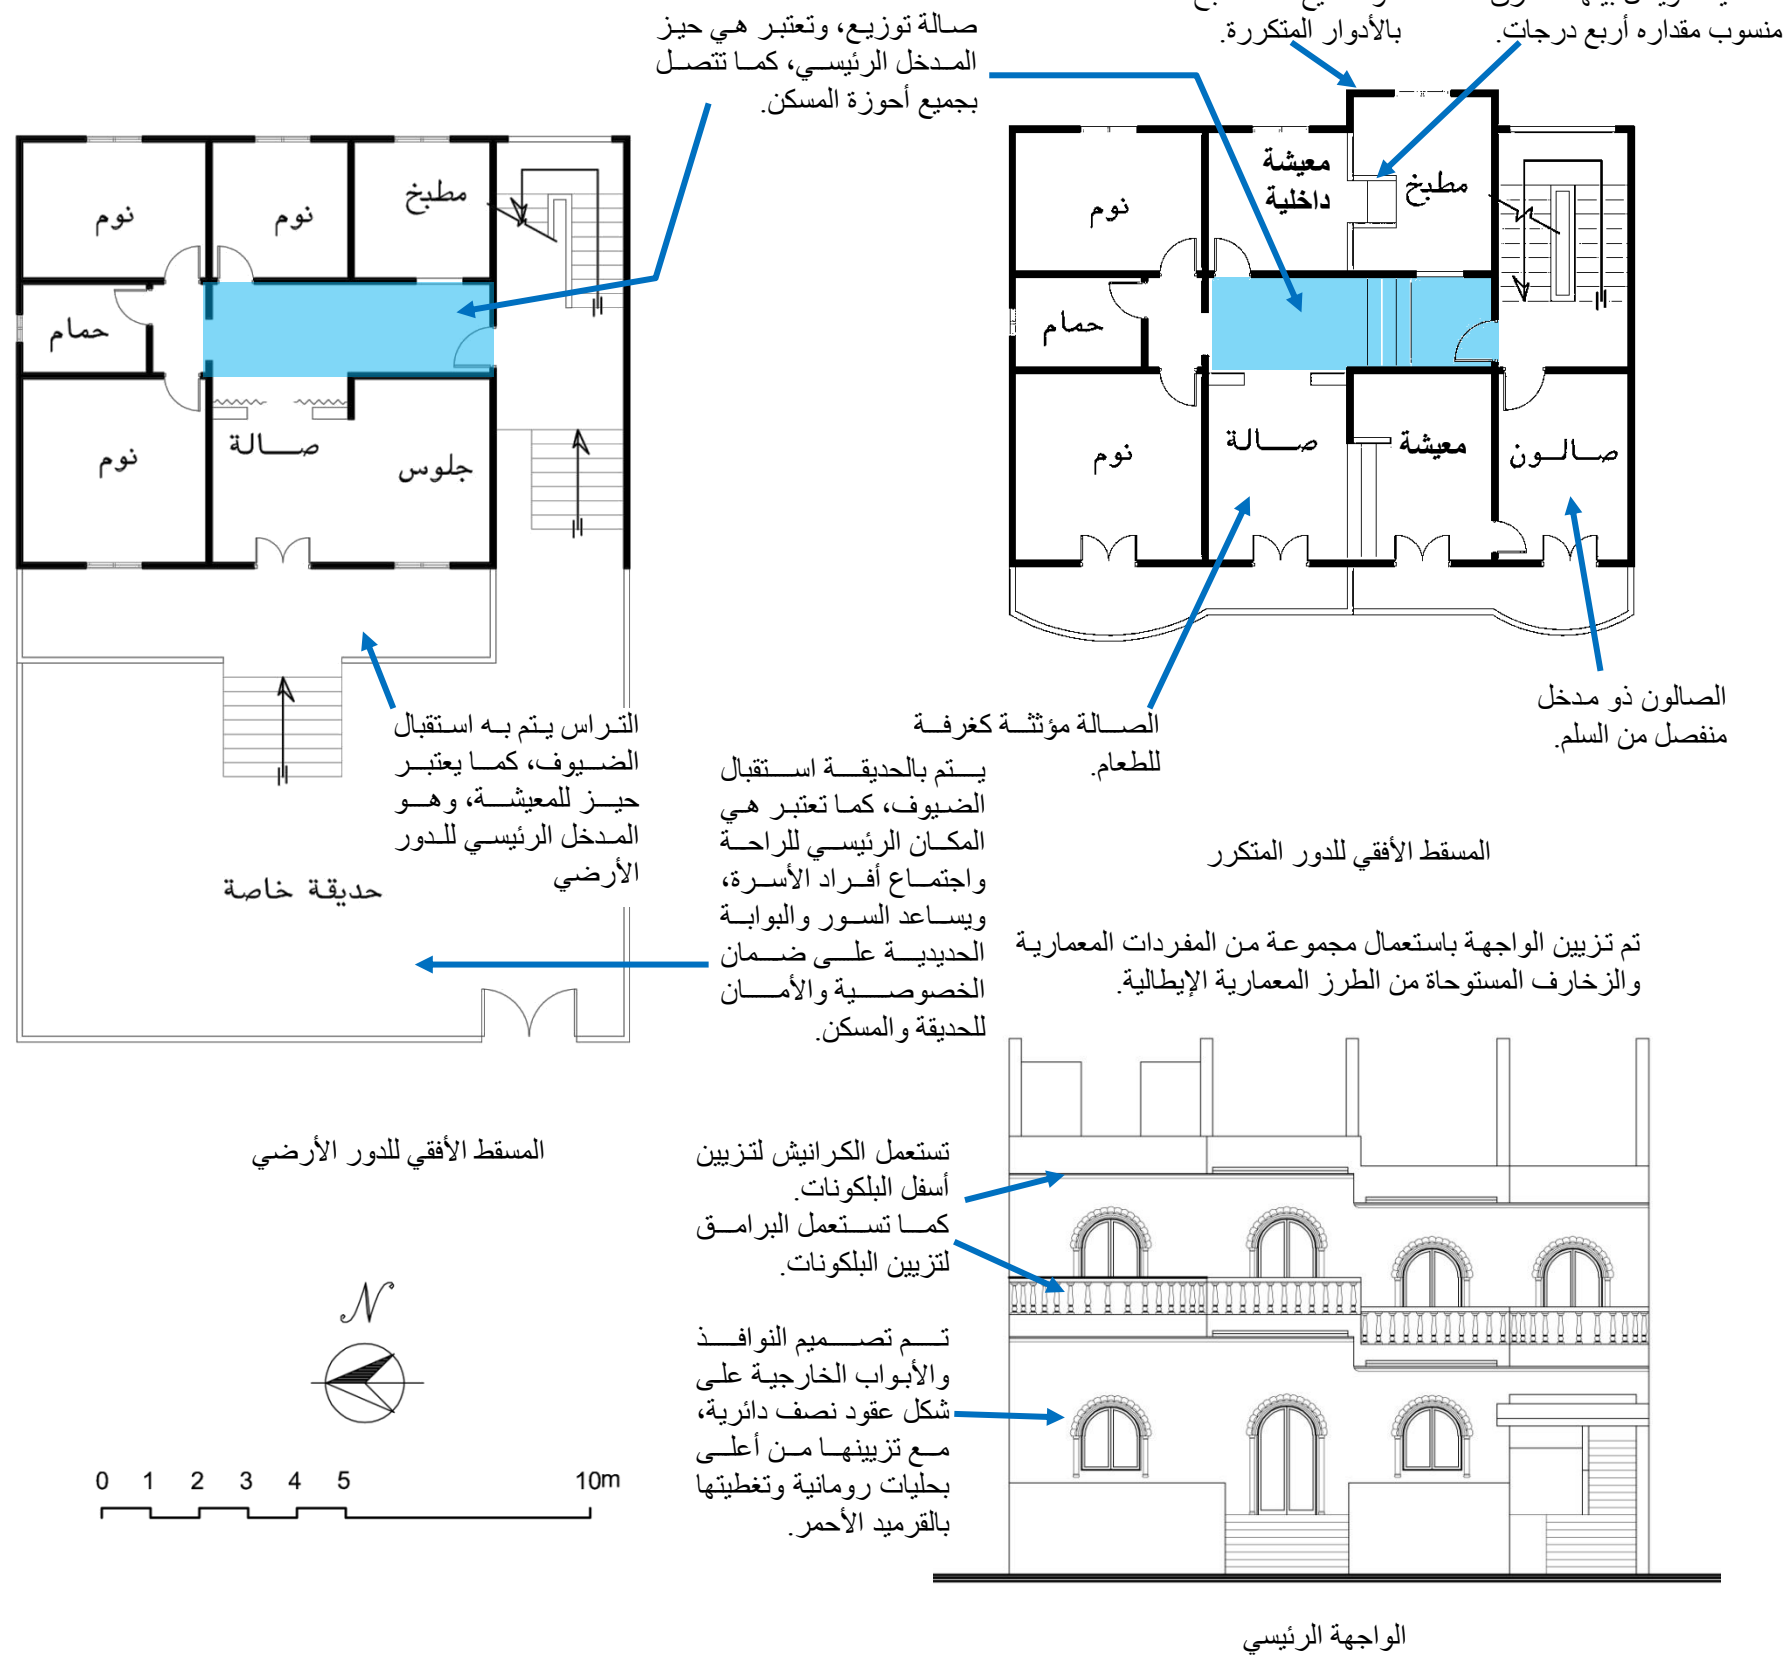 بالأدوار المتكررة.
منسوب مقداره أربع درجات.
صالة توزيع، وتعتبر هي حيز
المدخل الرئيسي، كما تتصل
بجميع أحوزة المسكن.
نوم
نوم
مطبخ
حمام
نوم
صالة
جلوس
حديقة خاصة
نوم
معيشة
داخلية
مطبخ
حمام
نوم
صالة
معيشة
صالون
التراس يتم به استقبال
الضيوف، كما يعتبر
حيز للمعيشة، وهو
المدخل الرئيسي للدور
الأرضي
الصالة مؤثثة كغرفة
للطعام.
الصالون ذو مدخل
منفصل من السلم.
يتم بالحديقة استقبال
الضيوف، كما تعتبر هي
المكان الرئيسي للراحة
واجتماع أفراد الأسرة،
ويساعد السور والبوابة
الحديدية على ضمان
الخصوصية والأمان
للحديقة والمسكن.
المسقط الأفقي للدور المتكرر
تم تزيين الواجهة باستعمال مجموعة من المفردات المعمارية
والزخارف المستوحاة من الطرز المعمارية الإيطالية.
المسقط الأفقي للدور الأرضي
تستعمل الكرانيش لتزيين
أسفل البلكونات.
كما تستعمل البرامق
لتزيين البلكونات.
تم تصميم النوافذ
والأبواب الخارجية على
شكل عقود نصف دائرية،
مع تزيينها من أعلى
بحليات رومانية وتغطيتها
بالقرميد الأحمر.
N
0 1 2 3 4 5 10m
الواجهة الرئيسي